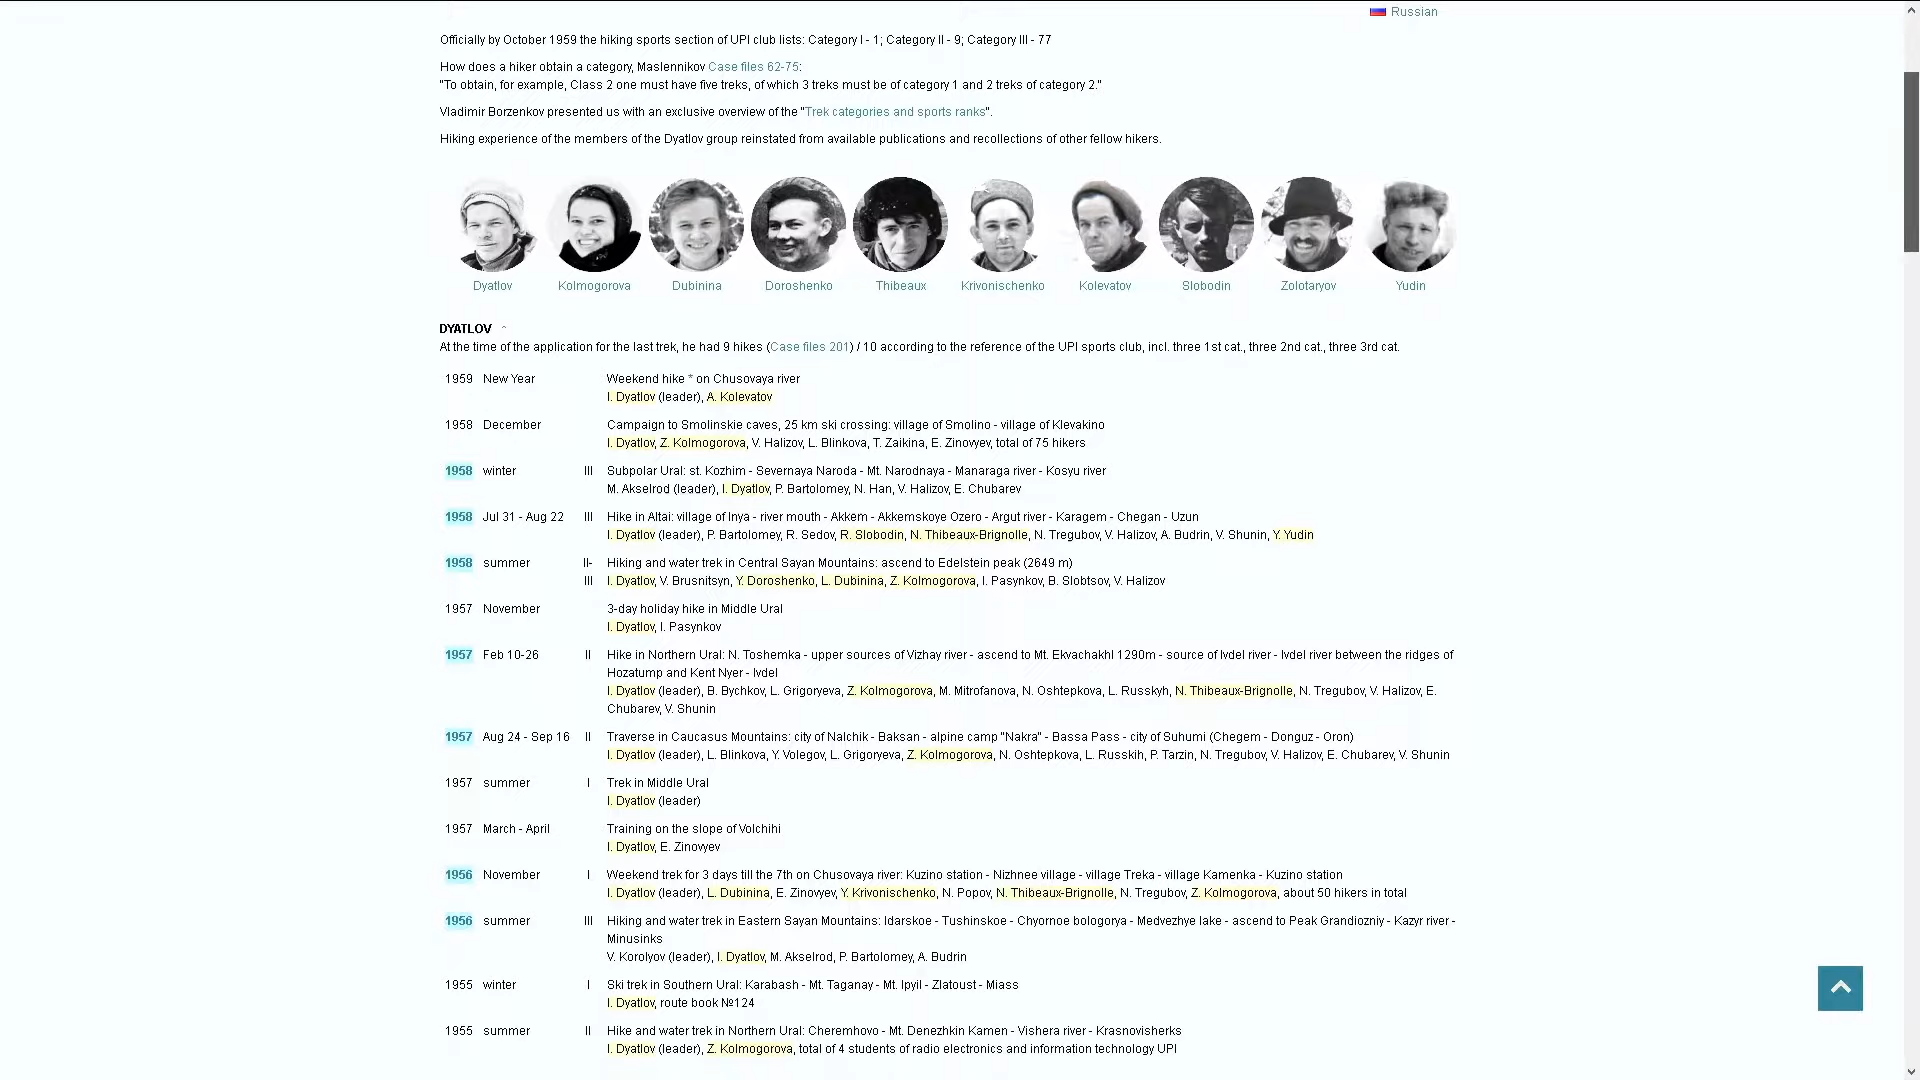 Russian
Officially by October 1959 the hiking sports section of UPI club lists: Category I - 1; Category II - 9; Category III - 77
How does a hiker obtain a category, Maslennikov Case files 62-75:
"To obtain, for example, Class 2 one must have five treks, of which 3 treks must be of category 1 and 2 treks of category 2."
Vladimir Borzenkov presented us with an exclusive overview of the "Trek categories and sports ranks".
Hiking experience of the members of the Dyatlov group reinstated from available publications and recollections of other fellow hikers.
Dyatlov Kolmogorova Dubinina Doroshenko Thibeaux Krivonischenko Kolevatov Slobodin Zolotaryov Yudin
DYATLOV ^
At the time of the application for the last trek, he had 9 hikes (Case files 201) / 10 according to the reference of the UPI sports club, incl. three 1st cat., three 2nd cat., three 3rd cat.
1959 New Year Weekend hike * on Chusovaya river
I. Dyatlov (leader), A. Kolevatov
1958 December Campaign to Smolinskie caves, 25 km ski crossing: village of Smolino - village of Klevakino
I. Dyatlov, Z. Kolmogorova, V. Halizov, L. Blinkova, T. Zaikina, E. Zinovyev, total of 75 hikers
1958 winter III Subpolar Ural: st. Kozhim - Severnaya Naroda - Mt. Narodnaya - Manaraga river - Kosyu river
M. Akselrod (leader), I. Dyatlov, P. Bartolomey, N. Han, V. Halizov, E. Chubarev
1958 Jul 31 - Aug 22 III Hike in Altai: village of Inya - river mouth - Akkem - Akkemskoye Ozero - Argut river - Karagem - Chegan - Uzun
I. Dyatlov (leader), P. Bartolomey, R. Sedov, R. Slobodin, N. Thibeaux-Brignolle, N. Tregubov, V. Halizov, A. Budrin, V. Shunin, Y. Yudin
1958 summer II- Hiking and water trek in Central Sayan Mountains: ascend to Edelstein peak (2649 m)
III I. Dyatlov, V. Brusnitsyn, Y. Doroshenko, L. Dubinina, Z. Kolmogorova, I. Pasynkov, B. Slobtsov, V. Halizov
1957 November 3-day holiday hike in Middle Ural
I. Dyatlov, I. Pasynkov
1957 Feb 10-26 II Hike in Northern Ural: N. Toshemka - upper sources of Vizhay river - ascend to Mt. Ekvachakhl 1290m - source of Ivdel river - Ivdel river between the ridges of
Hozatump and Kent Nyer - Ivdel
I. Dyatlov (leader), B. Bychkov, L. Grigoryeva, Z. Kolmogorova, M. Mitrofanova, N. Oshtepkova, L. Russkyh, N. Thibeaux-Brignolle, N. Tregubov, V. Halizov, E.
Chubarev, V. Shunin
1957 Aug 24 - Sep 16 II Traverse in Caucasus Mountains: city of Nalchik - Baksan - alpine camp "Nakra" - Bassa Pass - city of Suhumi (Chegem - Donguz - Oron)
I. Dyatlov (leader), L. Blinkova, Y. Volegov, L. Grigoryeva, Z. Kolmogorova, N. Oshtepkova, L. Russkih, P. Tarzin, N. Tregubov, V. Halizov, E. Chubarev, V. Shunin
1957 summer I Trek in Middle Ural
I. Dyatlov (leader)
1957 March - April Training on the slope of Volchihi
I. Dyatlov, E. Zinovyev
1956 November I Weekend trek for 3 days till the 7th on Chusovaya river: Kuzino station - Nizhnee village - village Treka - village Kamenka - Kuzino station
I. Dyatlov (leader), L. Dubinina, E. Zinovyev, Y. Krivonischenko, N. Popov, N. Thibeaux-Brignolle, N. Tregubov, Z. Kolmogorova, about 50 hikers in total
1956 summer III Hiking and water trek in Eastern Sayan Mountains: Idarskoe - Tushinskoe - Chyornoe bologorya - Medvezhye lake - ascend to Peak Grandiozniy - Kazyr river -
Minusinks
V. Korolyov (leader), I. Dyatlov, M. Akselrod, P. Bartolomey, A. Budrin
1955 winter I Ski trek in Southern Ural: Karabash - Mt. Taganay - Mt. Ipyil - Zlatoust - Miass
I. Dyatlov, route book №124
1955 summer II Hike and water trek in Northern Ural: Cheremhovo - Mt. Denezhkin Kamen - Vishera river - Krasnovisherks
I. Dyatlov (leader), Z. Kolmogorova, total of 4 students of radio electronics and information technology UPI